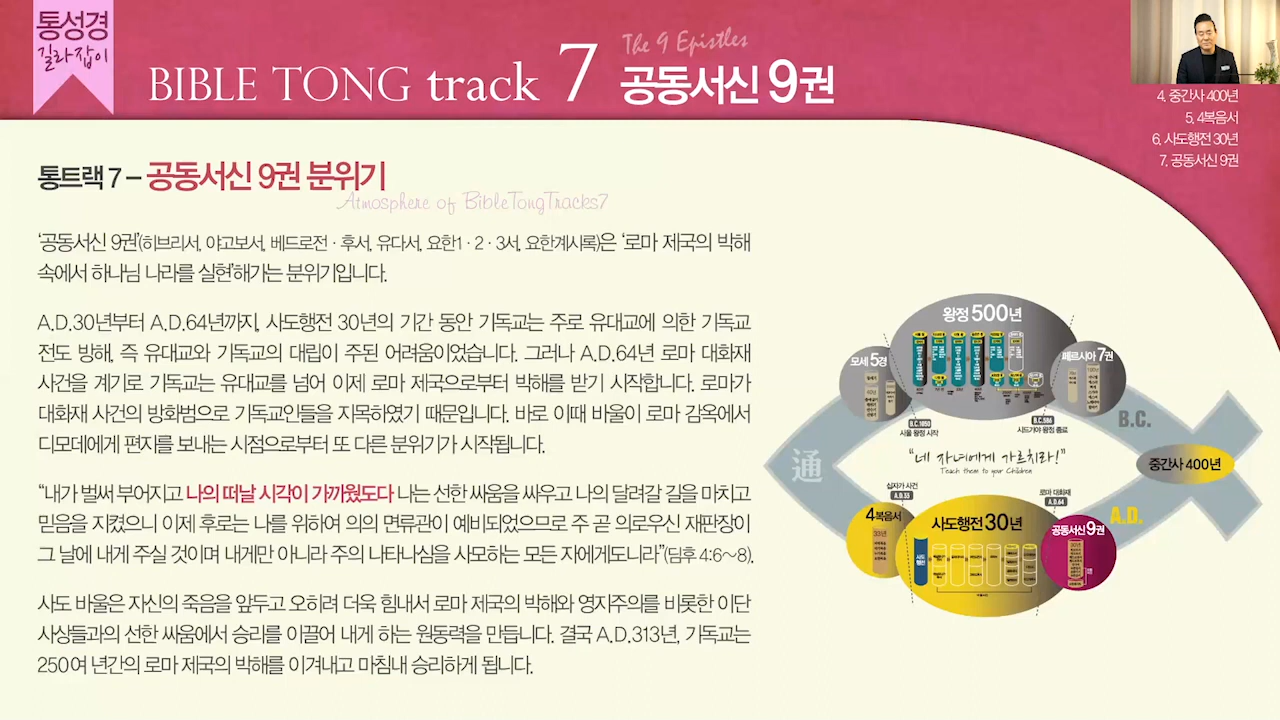 통성경
길라잡이
BIBLE TONG track 7 공동서신 9권
The 9 Epistles
4. 중간사 400년
5. 4복음서
6. 사도행전 30년
7. 공동서신 9권
통트랙 7 – 공동서신 9권 분위기
Atmosphere of BibleTongTracks7
‘공동서신 9권’(히브리서, 야고보서, 베드로전 · 후서, 유다서, 요한1 · 2 · 3서, 요한계시록)은 ‘로마 제국의 박해
속에서 하나님 나라를 실현’해가는 분위기입니다.
A.D.30년부터 A.D.64년까지, 사도행전 30년의 기간 동안 기독교는 주로 유대교에 의한 기독교
전도 방해, 즉 유대교와 기독교의 대립이 주된 어려움이었습니다. 그러나 A.D.64년 로마 대화재
사건을 계기로 기독교는 유대교를 넘어 이제 로마 제국으로부터 박해를 받기 시작합니다. 로마가
대화재 사건의 방화범으로 기독교인들을 지목하였기 때문입니다. 바로 이때 바울이 로마 감옥에서
디모데에게 편지를 보내는 시점으로부터 또 다른 분위기가 시작됩니다.
“내가 벌써 부어지고 나의 떠날 시각이 가까웠도다 나는 선한 싸움을 싸우고 나의 달려갈 길을 마치고
믿음을 지켰으니 이제 후로는 나를 위하여 의의 면류관이 예비되었으므로 주 곧 의로우신 재판장이
그 날에 내게 주실 것이며 내게만 아니라 주의 나타나심을 사모하는 모든 자에게도니라”(딤후 4:6～8).
사도 바울은 자신의 죽음을 앞두고 오히려 더욱 힘내서 로마 제국의 박해와 영지주의를 비롯한 이단
사상들과의 선한 싸움에서 승리를 이끌어 내게 하는 원동력을 만듭니다. 결국 A.D.313년, 기독교는
250여 년간의 로마 제국의 박해를 이겨내고 마침내 승리하게 됩니다.
왕정 500년
모세 5경
페르시아 7권
B.C.1050
사울 왕정 시작
B.C.586
시드기야 왕정 종료
B.C.
通
“네 자녀에게 가르치라!”
Teach them to your Children
중간사 400년
십자가 사건
A.D.33
로마 대화재
A.D.64
A.D.
4복음서
사도행전 30년
공동서신 9권